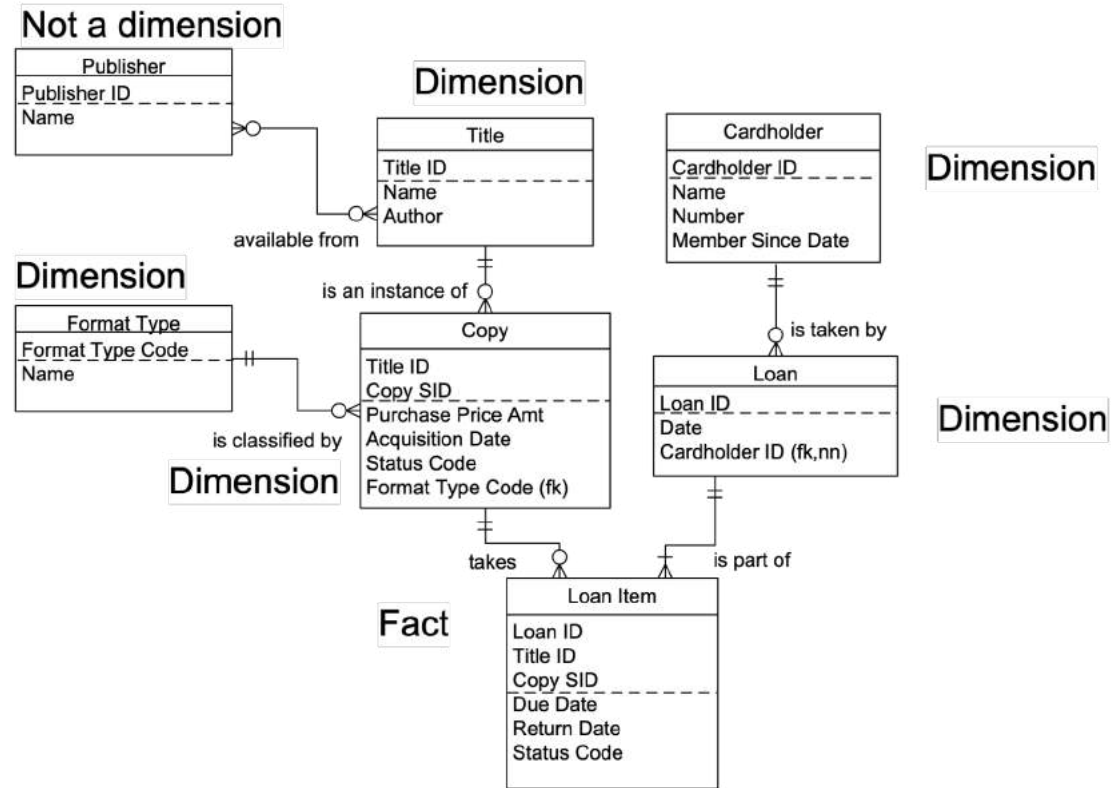 Not a dimension
Publisher
Publisher ID
Name
Dimension
Title
Title ID
Name
Author
available from
Cardholder
Cardholder ID
Name
Number
Member Since Date
Dimension
Dimension
Format Type
Format Type Code
Name
is an instance of
is classified by
Dimension
Copy
Title ID
Copy SID
Purchase Price Amt
Acquisition Date
Status Code
Format Type Code (fk)
is taken by
Loan
Loan ID
Date
Cardholder ID (fk,nn)
Dimension
takes
is part of
Fact
Loan Item
Loan ID
Title ID
Copy SID
Due Date
Return Date
Status Code